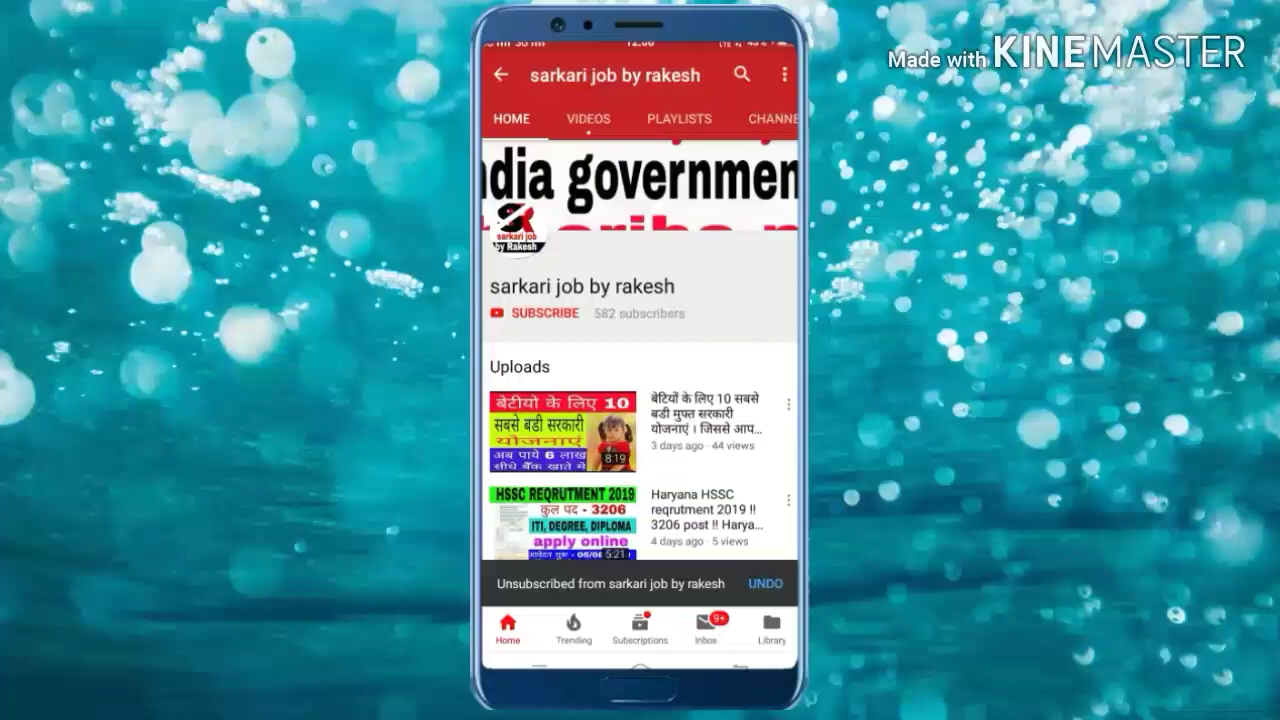 Made with KINEMASTER
12:00
sarkari job by rakesh
HOME VIDEOS PLAYLISTS CHANNE
ndia governmen
sarkari job
by Rakesh
sarkari job by rakesh
SUBSCRIBE 582 subscribers
Uploads
बेटीयो के लिए 10
सबसे बडी सरकारी
योजनाएं
अब पाये 6 लाख
सीधे बैंक खाते मे
8:19
बेटियों के लिए 10 सबसे
बडी मुफ्त सरकारी
योजनाएं । जिससे आप...
3 days ago · 44 views
HSSC REQRUTMENT 2019
कुल पद - 3206
ITI, DEGREE, DIPLOMA
apply online
5:21
Haryana HSSC
reqrutment 2019 !!
3206 post !! Harya...
4 days ago · 5 views
Unsubscribed from sarkari job by rakesh UNDO
9+
Home Trending Subscriptions Inbox Library